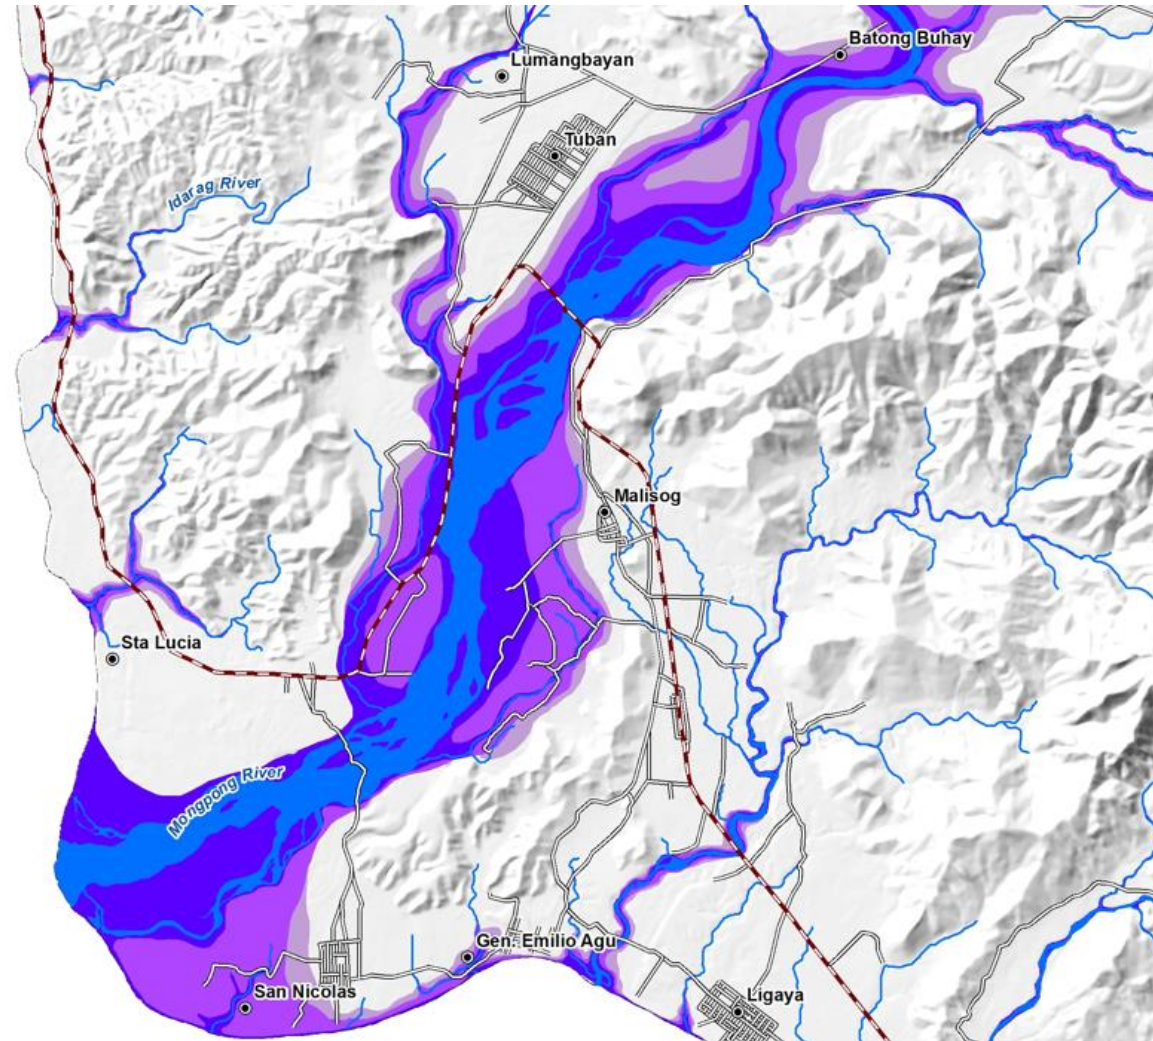 Batong Buhay
Lumangbayan
Tuban
Idarag River
Malisog
Sta Lucia
Mongpong River
Gen. Emilio Agu
San Nicolas
Ligaya